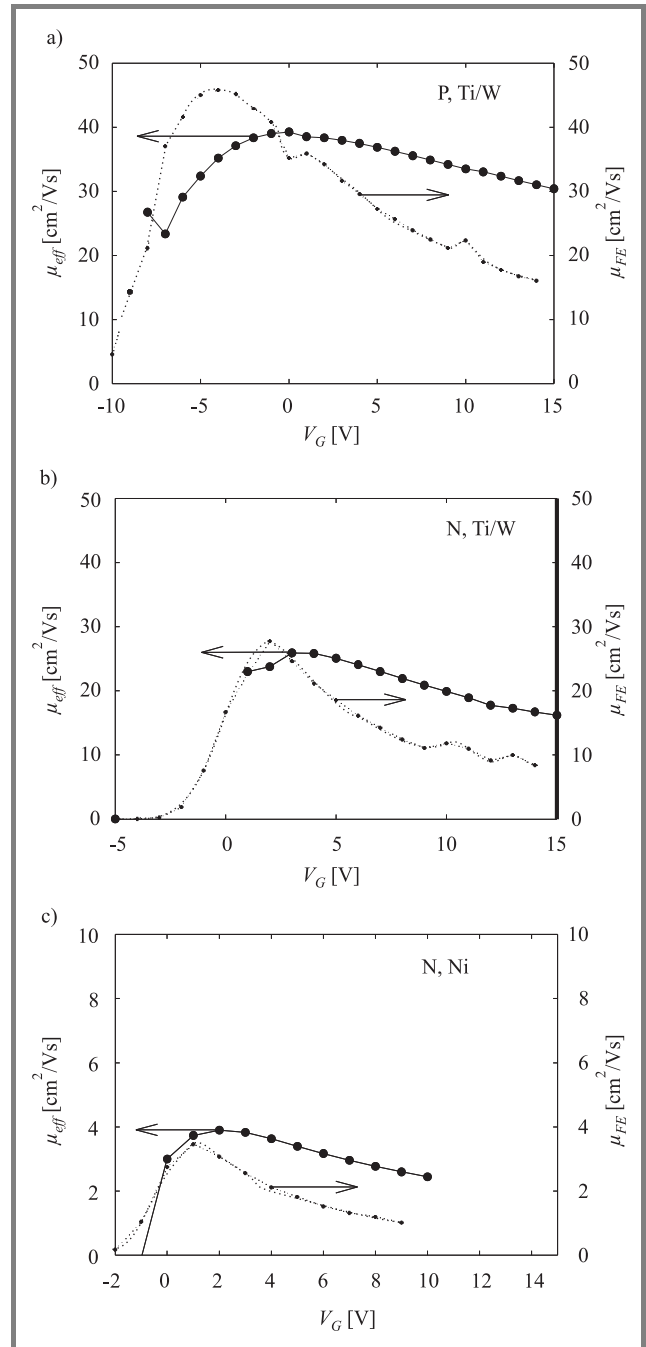 a)
P, Ti/W
50
40
30
20
10
0
μeff [cm²/Vs]
50
40
30
20
10
0
μFE [cm²/Vs]
-10 -5 0 5 10 15
VG [V]
b)
N, Ti/W
50
40
30
20
10
0
μeff [cm²/Vs]
50
40
30
20
10
0
μFE [cm²/Vs]
-5 0 5 10 15
VG [V]
c)
N, Ni
10
8
6
4
2
0
μeff [cm²/Vs]
10
8
6
4
2
0
μFE [cm²/Vs]
-2 0 2 4 6 8 10 12 14
VG [V]